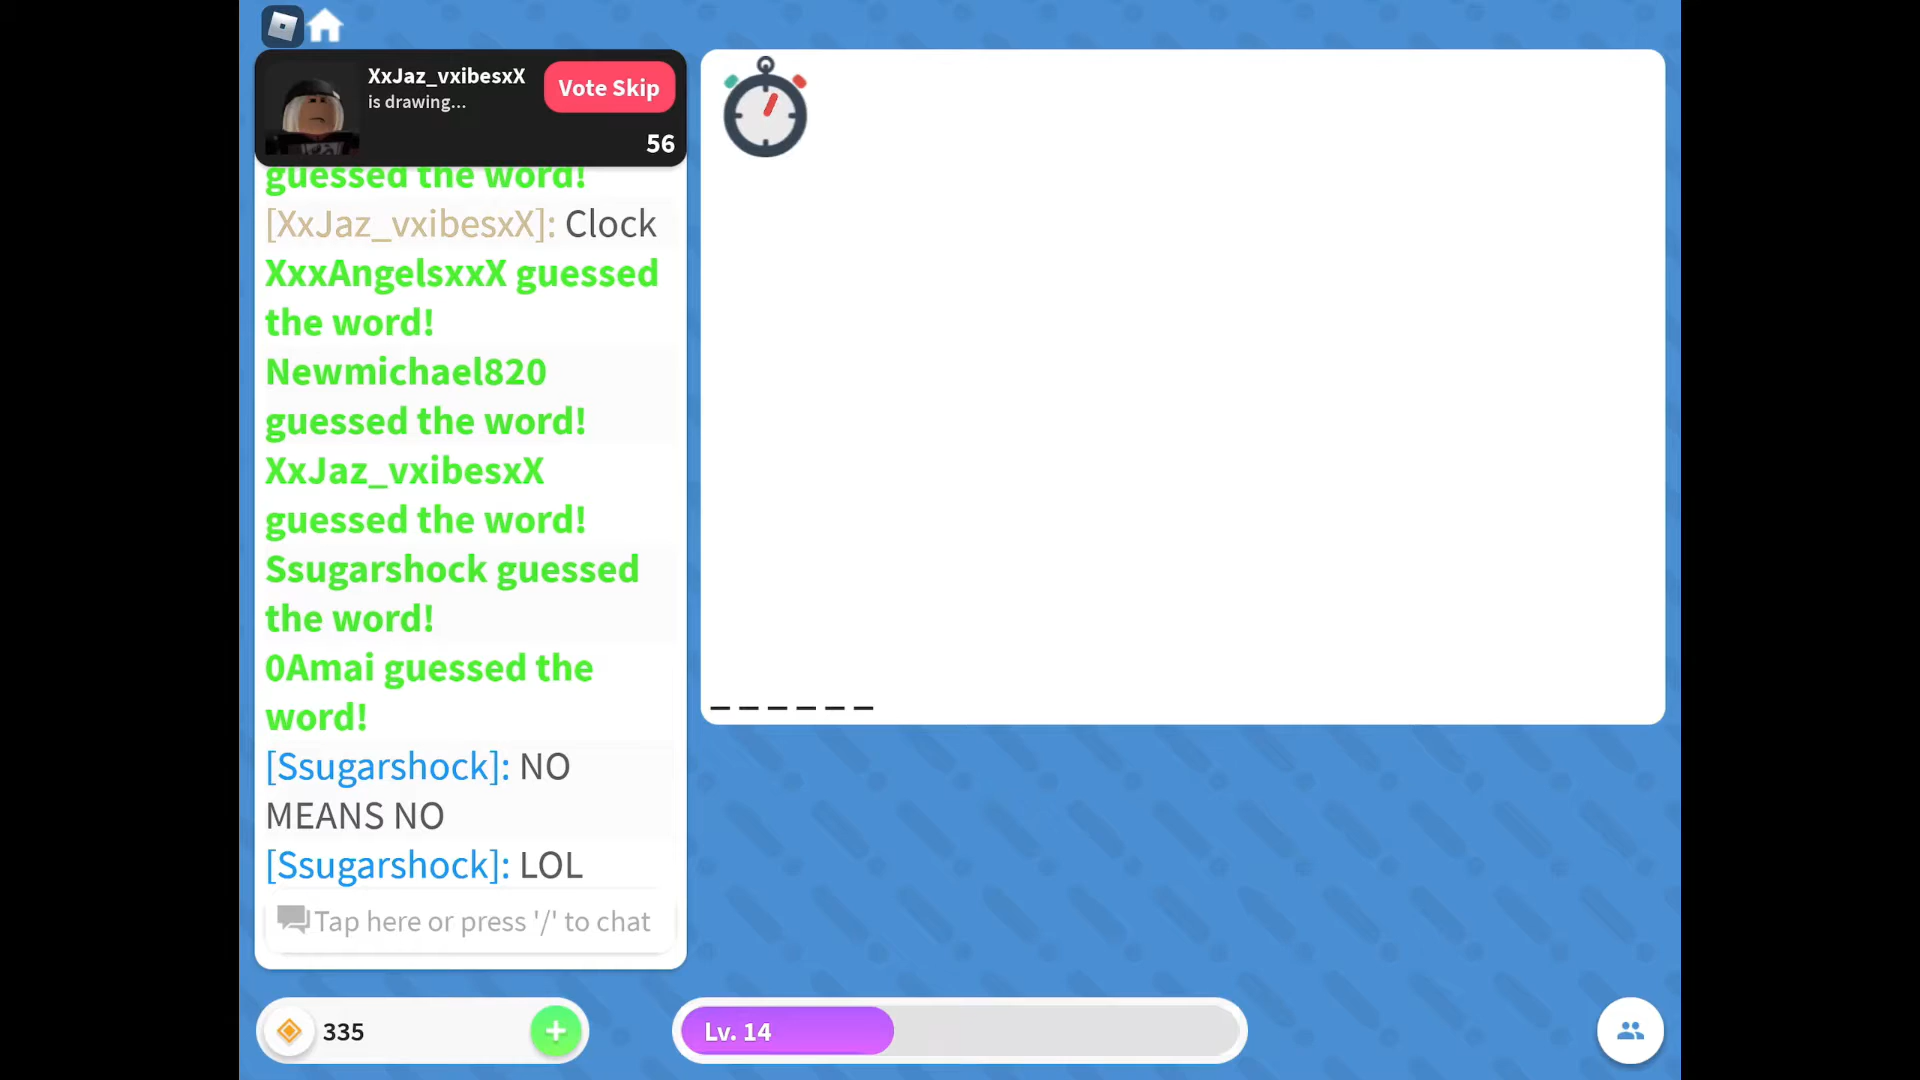 XxJaz_vxibesxX
is drawing...
Vote Skip
56
guessed the word!
[XxJaz_vxibesxX]: Clock
XxxAngelsxxX guessed
the word!
Newmichael820
guessed the word!
XxJaz_vxibesxX
guessed the word!
Ssugarshock guessed
the word!
0Amai guessed the
word!
[Ssugarshock]: NO
MEANS NO
[Ssugarshock]: LOL
Tap here or press '/' to chat
_ _ _ _ _ _
335
+
Lv. 14